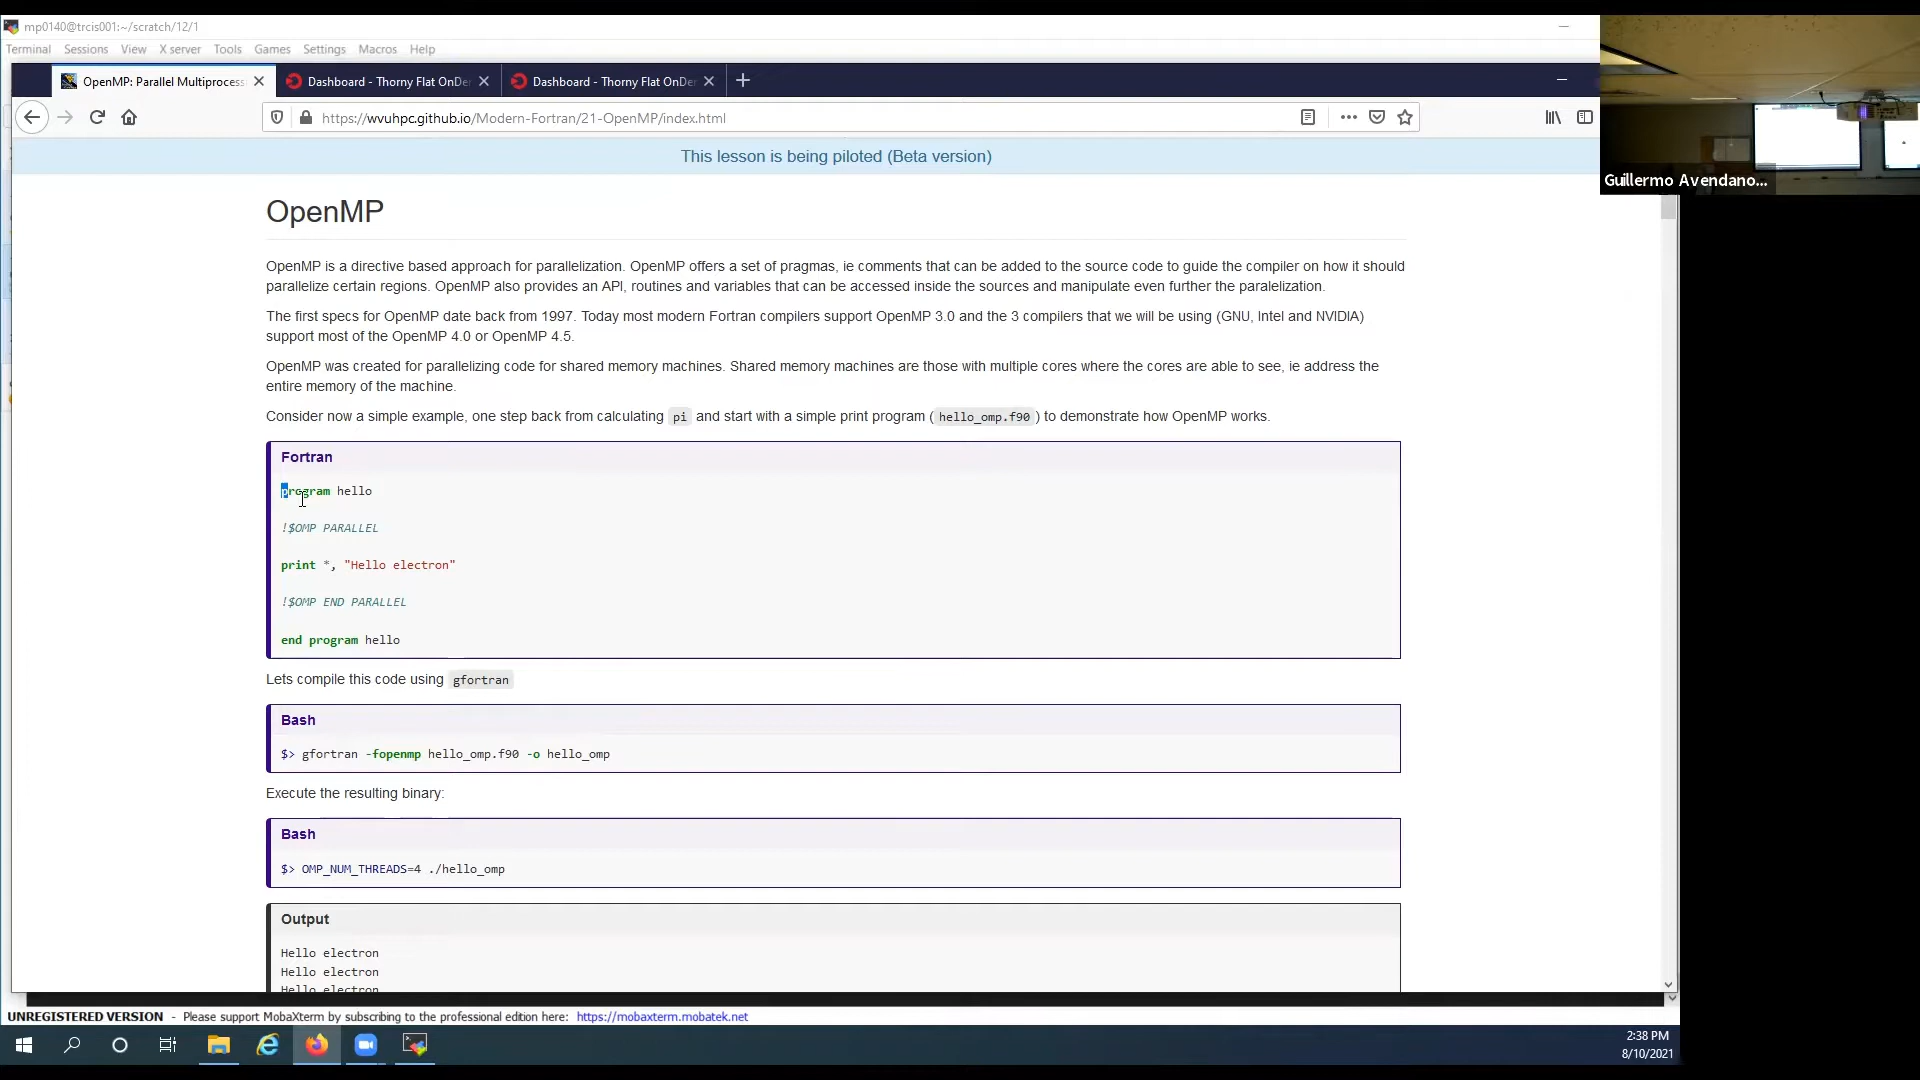 mp0140@trcis001:~/scratch/12/1
Terminal Sessions View X server Tools Games Settings Macros Help
OpenMP: Parallel Multiprocess
Dashboard - Thorny Flat OnDe
Dashboard - Thorny Flat OnDe
https://wvuhpc.github.io/Modern-Fortran/21-OpenMP/index.html
This lesson is being piloted (Beta version)
Guillermo Avendano...
OpenMP
OpenMP is a directive based approach for parallelization. OpenMP offers a set of pragmas, ie comments that can be added to the source code to guide the compiler on how it should
parallelize certain regions. OpenMP also provides an API, routines and variables that can be accessed inside the sources and manipulate even further the paralelization.
The first specs for OpenMP date back from 1997. Today most modern Fortran compilers support OpenMP 3.0 and the 3 compilers that we will be using (GNU, Intel and NVIDIA)
support most of the OpenMP 4.0 or OpenMP 4.5.
OpenMP was created for parallelizing code for shared memory machines. Shared memory machines are those with multiple cores where the cores are able to see, ie address the
entire memory of the machine.
Consider now a simple example, one step back from calculating pi and start with a simple print program (hello_omp.f90) to demonstrate how OpenMP works.
Fortran
program hello
!$OMP PARALLEL
print *, "Hello electron"
!$OMP END PARALLEL
end program hello
Lets compile this code using gfortran
Bash
$> gfortran -fopenmp hello_omp.f90 -o hello_omp
Execute the resulting binary:
Bash
$> OMP_NUM_THREADS=4 ./hello_omp
Output
Hello electron
Hello electron
Hello electron
UNREGISTERED VERSION - Please support MobaXterm by subscribing to the professional edition here: https://mobaxterm.mobatek.net
2:38 PM
8/10/2021